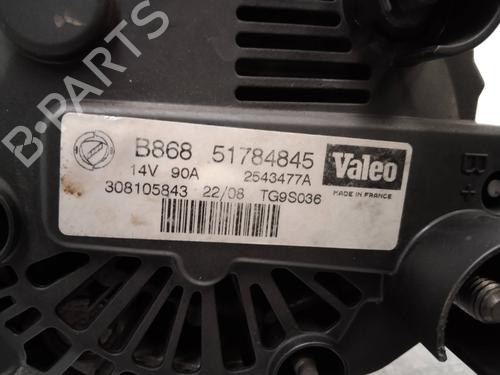 B-PARTS
B868 51784845
Valeo
14V 90A 2543477A
MADE IN FRANCE
308105843 22/08 TG9S036
B+